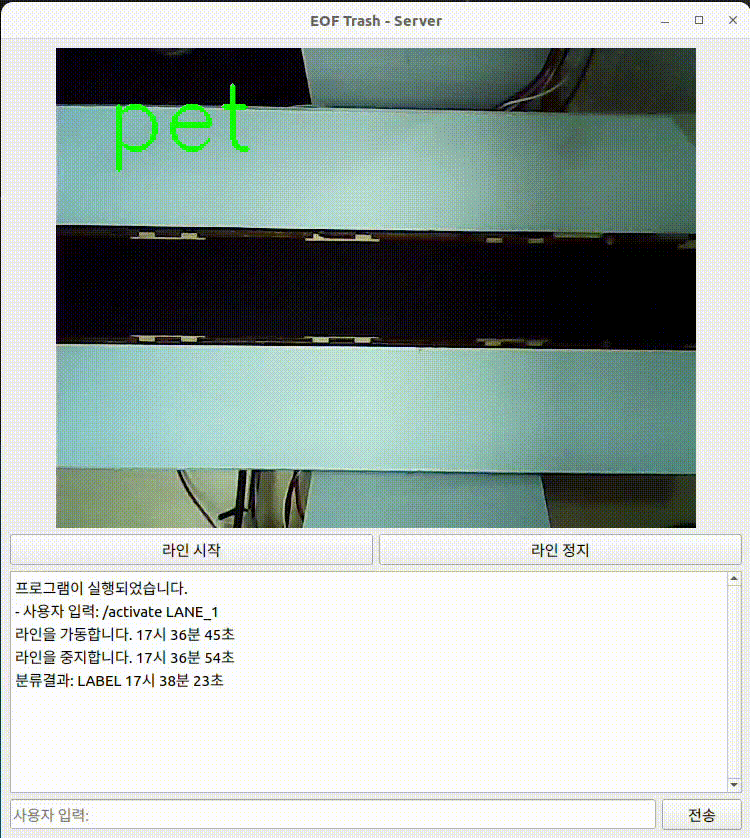 EOF Trash - Server
pet
라인 시작
라인 정지
프로그램이 실행되었습니다.
- 사용자 입력: /activate LANE_1
라인을 가동합니다. 17시 36분 45초
라인을 중지합니다. 17시 36분 54초
분류결과: LABEL 17시 38분 23초
사용자 입력:
전송